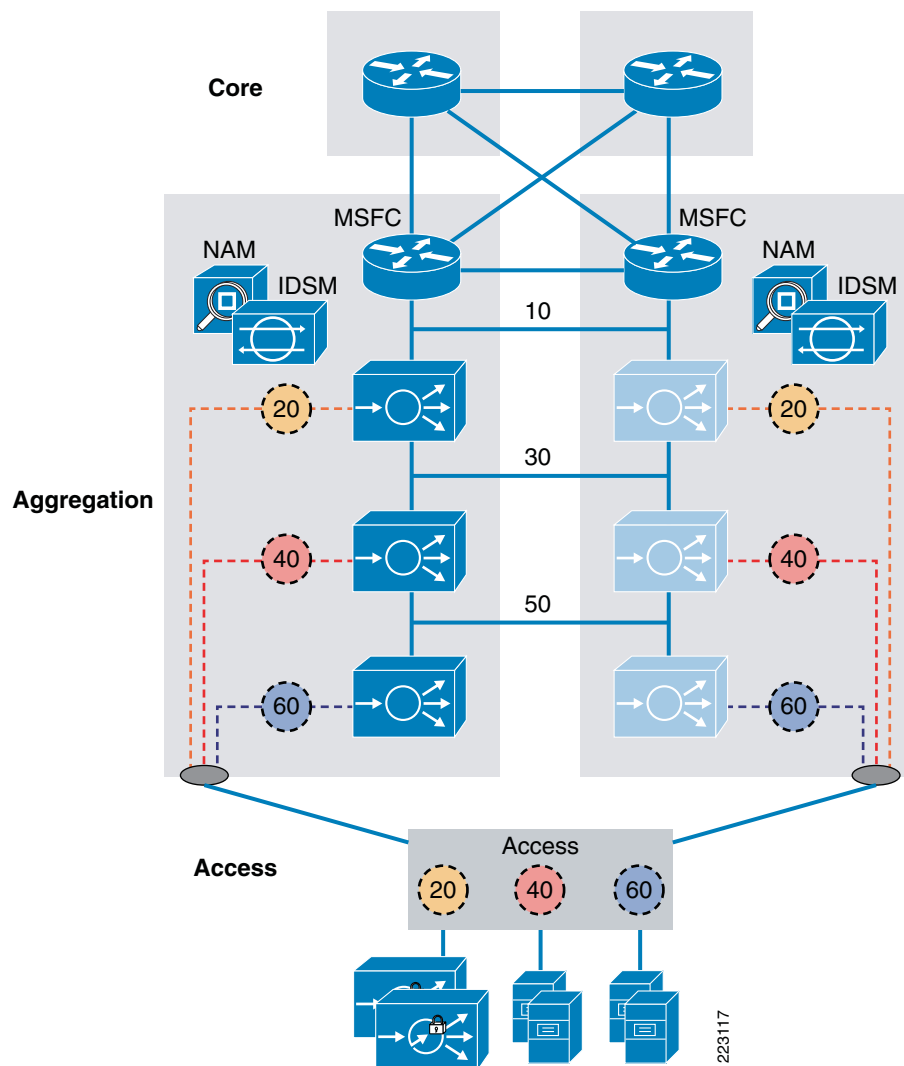 Core
MSFC
MSFC
NAM
NAM
IDSM
IDSM
10
20
20
30
Aggregation
40
40
50
60
60
Access
Access
20
40
60
223117